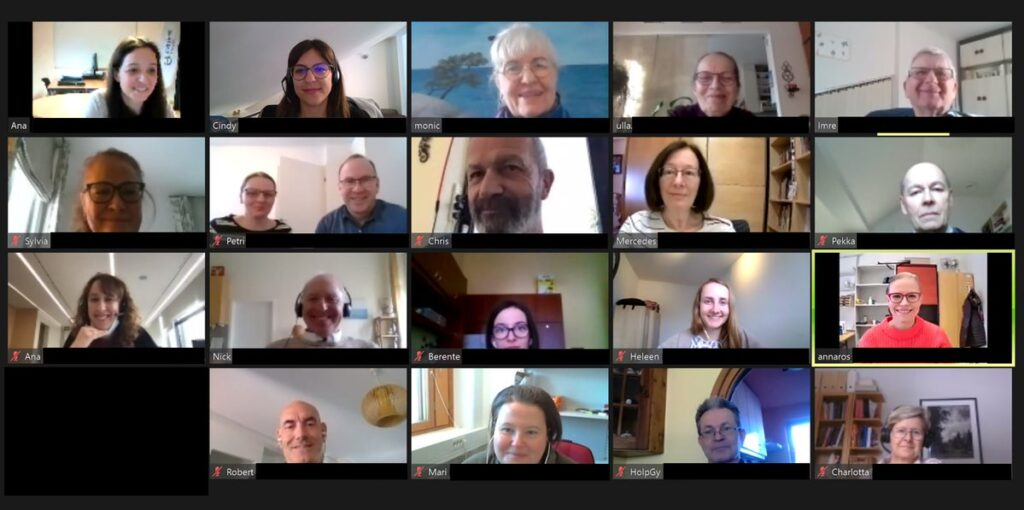 Ana
Cindy
monic
ulla
Imre
Sylvia
Petri
Chris
Mercedes
Pekka
Ana
Nick
Berente
Heleen
annaros
Robert
Mari
HolpGy
Charlotta